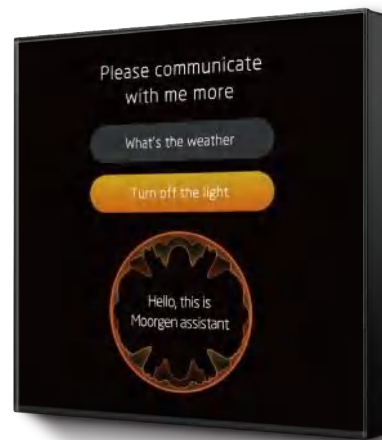 Please communicate
with me more
What's the weather
Turn off the light
Hello, this is
Moorgen assistant